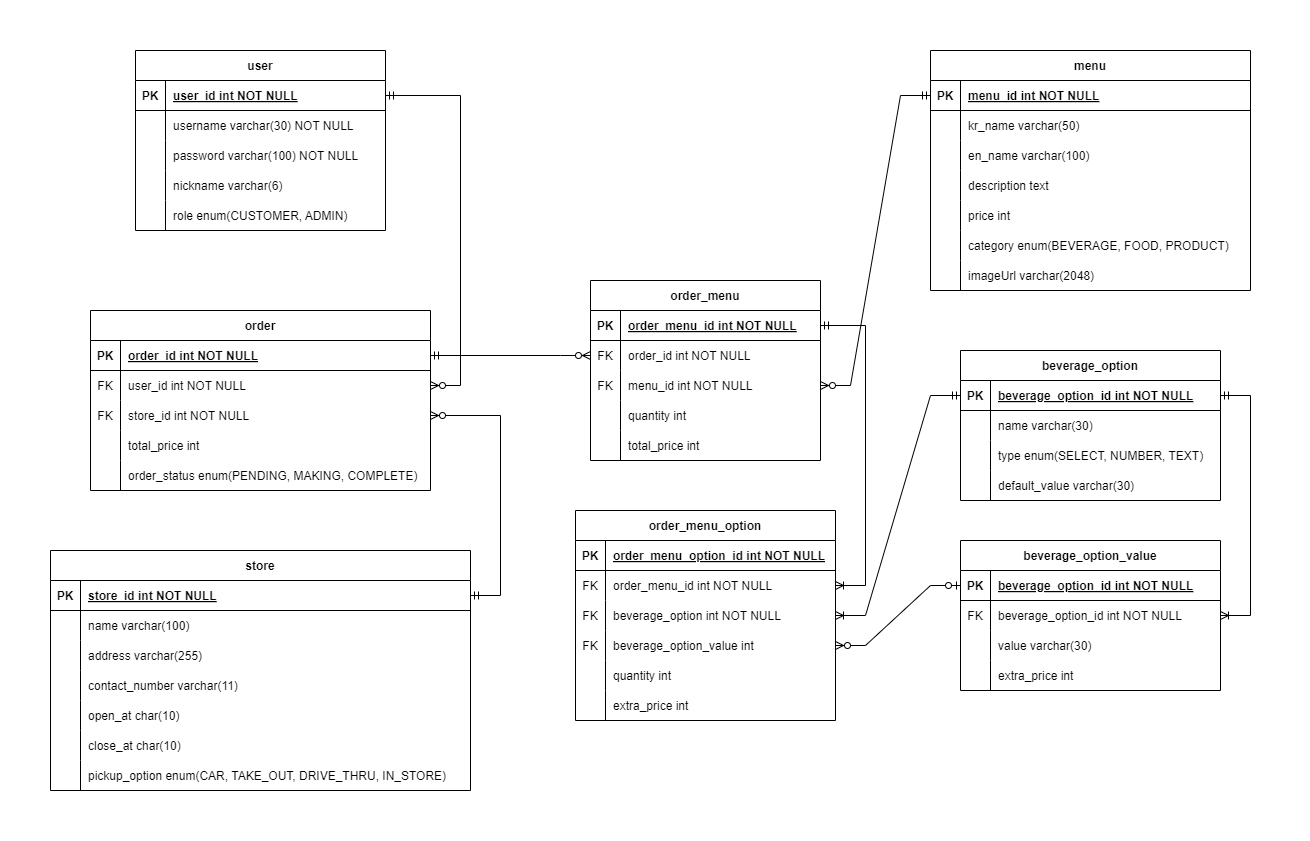 user
PK user_id int NOT NULL
username varchar(30) NOT NULL
password varchar(100) NOT NULL
nickname varchar(6)
role enum(CUSTOMER, ADMIN)
menu
PK menu_id int NOT NULL
kr_name varchar(50)
en_name varchar(100)
description text
price int
category enum(BEVERAGE, FOOD, PRODUCT)
imageUrl varchar(2048)
order
PK order_id int NOT NULL
FK user_id int NOT NULL
FK store_id int NOT NULL
total_price int
order_status enum(PENDING, MAKING, COMPLETE)
order_menu
PK order_menu_id int NOT NULL
FK order_id int NOT NULL
FK menu_id int NOT NULL
quantity int
total_price int
beverage_option
PK beverage_option_id int NOT NULL
name varchar(30)
type enum(SELECT, NUMBER, TEXT)
default_value varchar(30)
store
PK store_id int NOT NULL
name varchar(100)
address varchar(255)
contact_number varchar(11)
open_at char(10)
close_at char(10)
pickup_option enum(CAR, TAKE_OUT, DRIVE_THRU, IN_STORE)
order_menu_option
PK order_menu_option_id int NOT NULL
FK order_menu_id int NOT NULL
FK beverage_option int NOT NULL
FK beverage_option_value int
quantity int
extra_price int
beverage_option_value
PK beverage_option_id int NOT NULL
FK beverage_option_id int NOT NULL
value varchar(30)
extra_price int